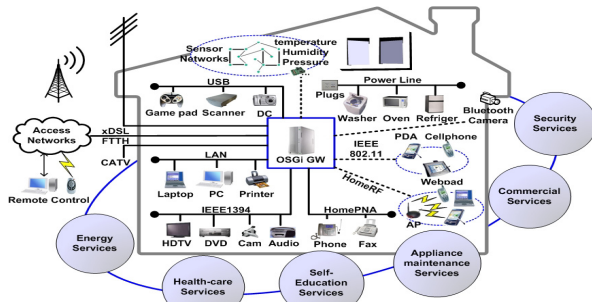 Sensor
Networks
temperature
Humidity
Pressure
USB
Game pad
Scanner
DC
Power Line
Plugs
Washer
Oven
Refriger
Bluetooth
Camera
Security
Services
xDSL
FTTH
CATV
Access
Networks
Remote Control
OSGi GW
IEEE
802.11
PDA
Cellphone
Webpad
LAN
Laptop
PC
Printer
HomeRF
AP
Commercial
Services
IEEE1394
HDTV
DVD
Cam
Audio
HomePNA
Phone
Fax
Energy
Services
Health-care
Services
Self-
Education
Services
Appliance
maintenance
Services